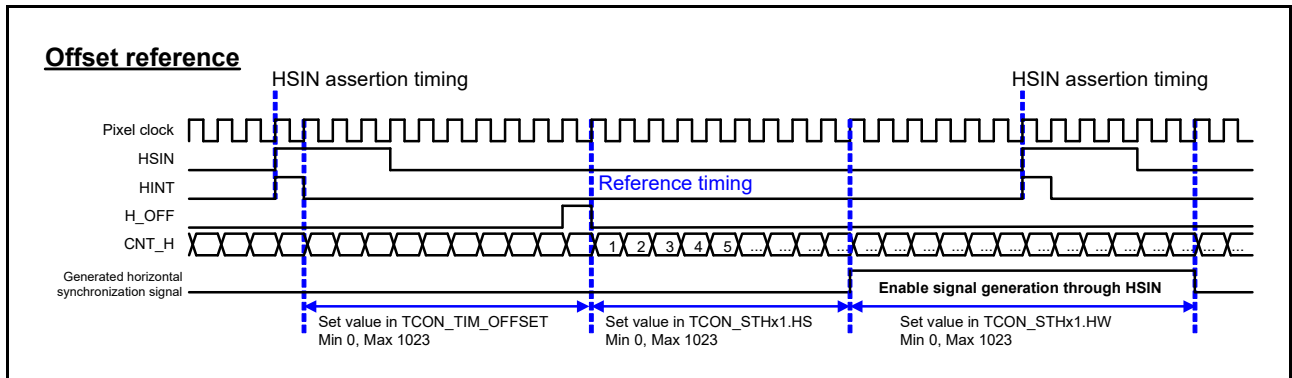 Offset reference
HSIN assertion timing
HSIN assertion timing
Pixel clock
HSIN
HINT
Reference timing
H_OFF
CNT_H
1 2 3 4 5 ... ... ... ... ... ... ... ... ... ... ... ... ... ... ... ... ... ...
Generated horizontal
synchronization signal
Enable signal generation through HSIN
Set value in TCON_TIM_OFFSET
Min 0, Max 1023
Set value in TCON_STHx1.HS
Min 0, Max 1023
Set value in TCON_STHx1.HW
Min 0, Max 1023